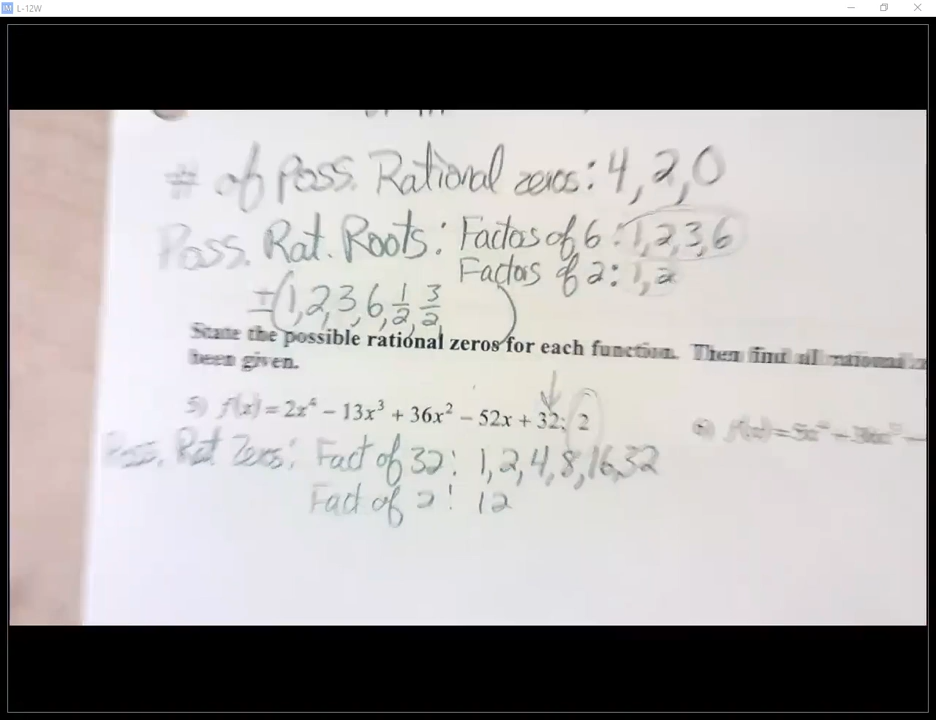 L-12W
# of Poss. Rational zeros: 4, 2, 0
Poss. Rat. Roots: Factors of 6: 1, 2, 3, 6
Factors of 2: 1, 2
±(1, 2, 3, 6, 1/2, 3/2)
State the possible rational zeros for each function. Then find all rational
been given.
5) f(x) = 2x⁴ − 13x³ + 36x² − 52x + 32; 2
6) f(x) = 5x
Poss. Rat Zeros: Fact of 32: 1, 2, 4, 8, 16, 32
Fact of 2: 1 2